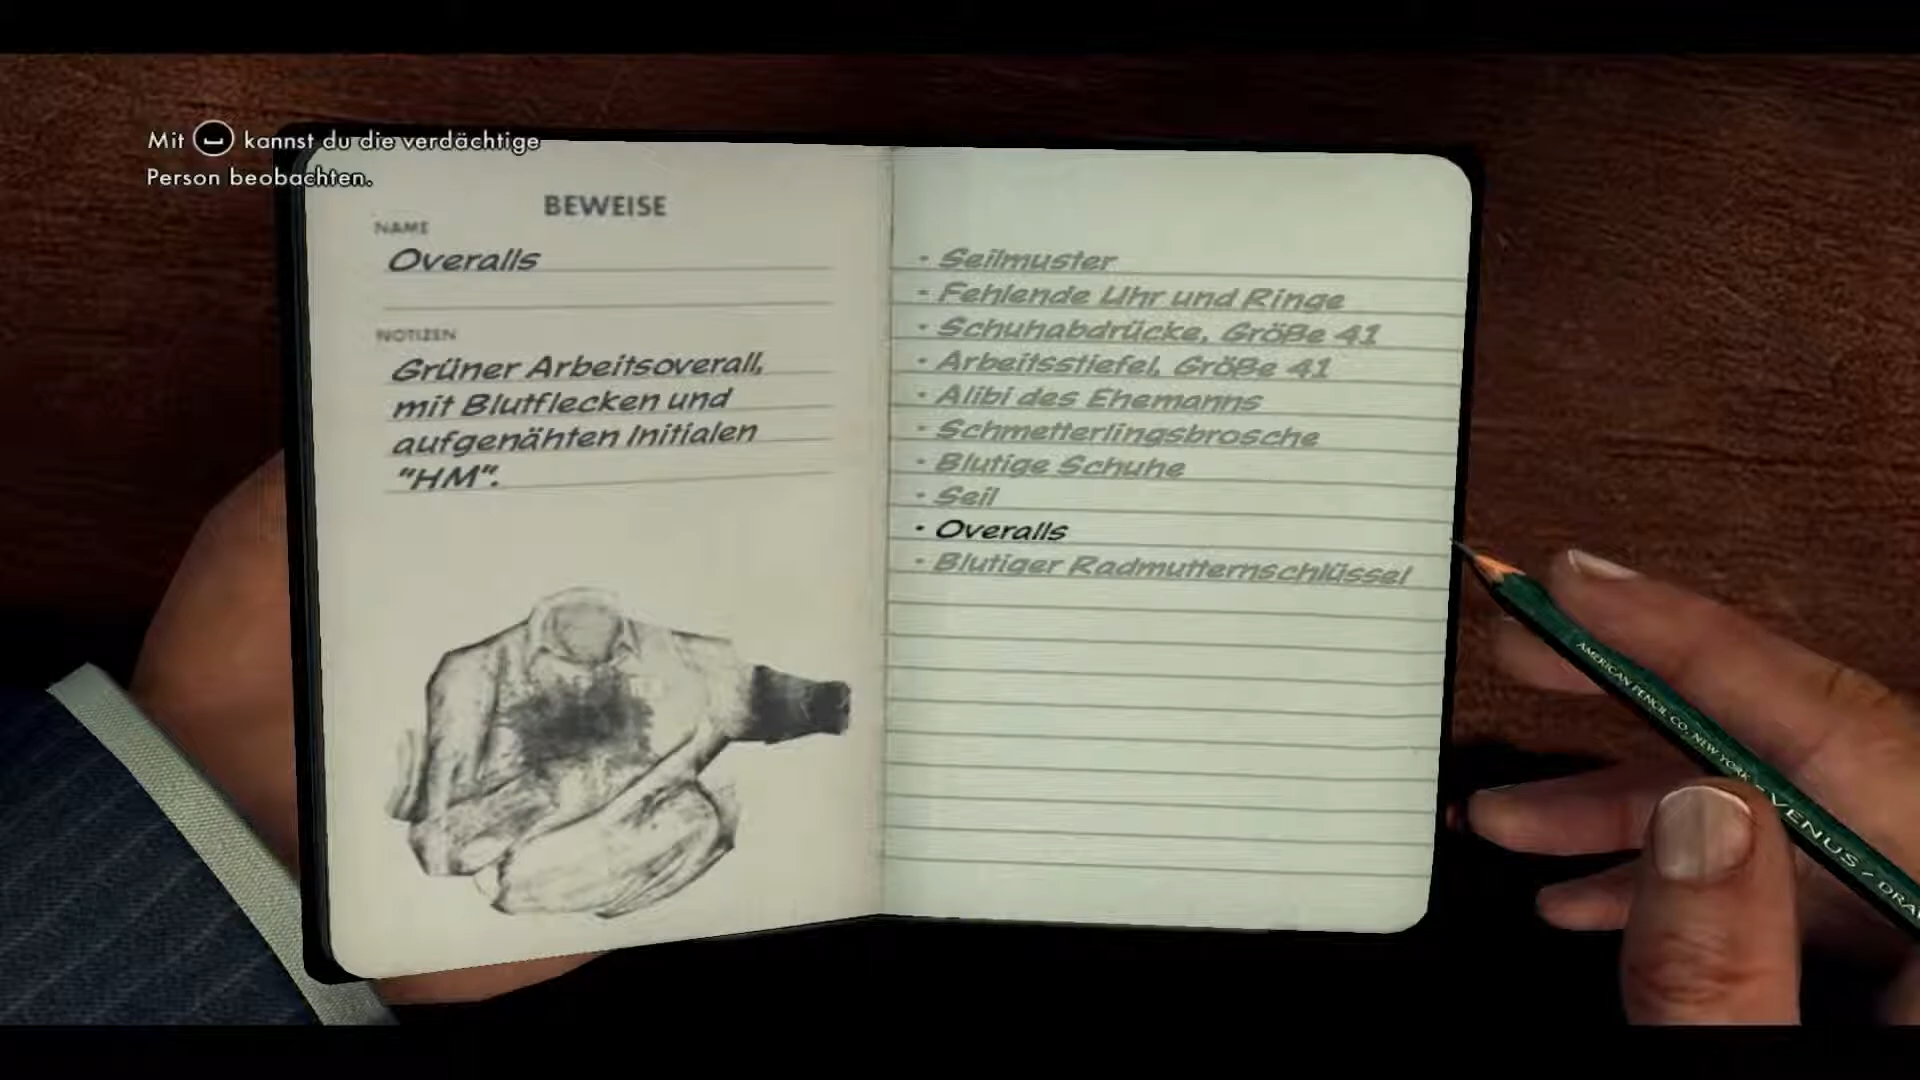 Mit kannst du die verdächtige
Person beobachten.
BEWEISE
NAME
Overalls
NOTIZEN
Grüner Arbeitsoverall,
mit Blutflecken und
aufgenähten Initialen
"HM".
- Seilmuster
- Fehlende Uhr und Ringe
- Schuhabdrücke, Größe 41
- Arbeitsstiefel, Größe 41
- Alibi des Ehemanns
- Schmetterlingsbrosche
- Blutige Schuhe
- Seil
- Overalls
- Blutiger Radmutternschlüssel
AMERICAN PENCIL CO. NEW YORK - VENUS / DRA